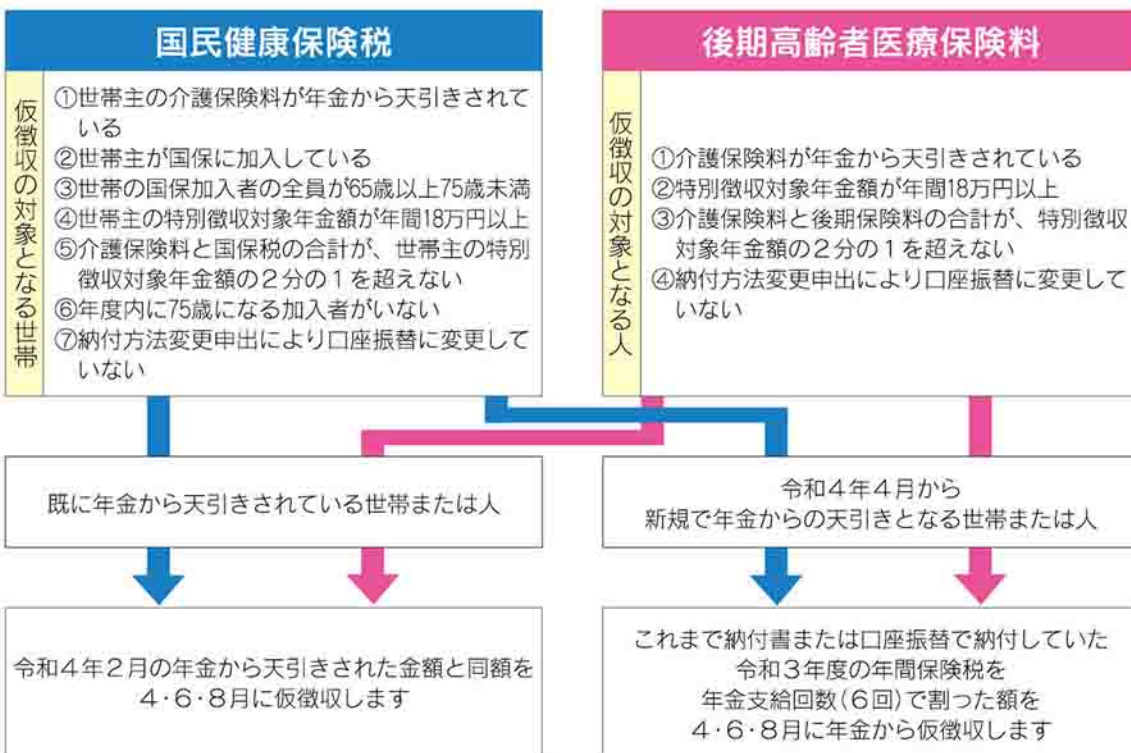 国民健康保険税
仮徴収の対象となる世帯
①世帯主の介護保険料が年金から天引きされて
いる
②世帯主が国保に加入している
③世帯の国保加入者の全員が65歳以上75歳未満
④世帯主の特別徴収対象年金額が年間18万円以上
⑤介護保険料と国保税の合計が、世帯主の特別
徴収対象年金額の2分の1を超えない
⑥年度内に75歳になる加入者がいない
⑦納付方法変更申出により口座振替に変更して
いない
後期高齢者医療保険料
仮徴収の対象となる人
①介護保険料が年金から天引きされている
②特別徴収対象年金額が年間18万円以上
③介護保険料と後期保険料の合計が、特別徴収
対象年金額の2分の1を超えない
④納付方法変更申出により口座振替に変更して
いない
既に年金から天引きされている世帯または人
令和4年4月から
新規で年金からの天引きとなる世帯または人
令和4年2月の年金から天引きされた金額と同額を
4・6・8月に仮徴収します
これまで納付書または口座振替で納付していた
令和3年度の年間保険税を
年金支給回数(6回)で割った額を
4・6・8月に年金から仮徴収します